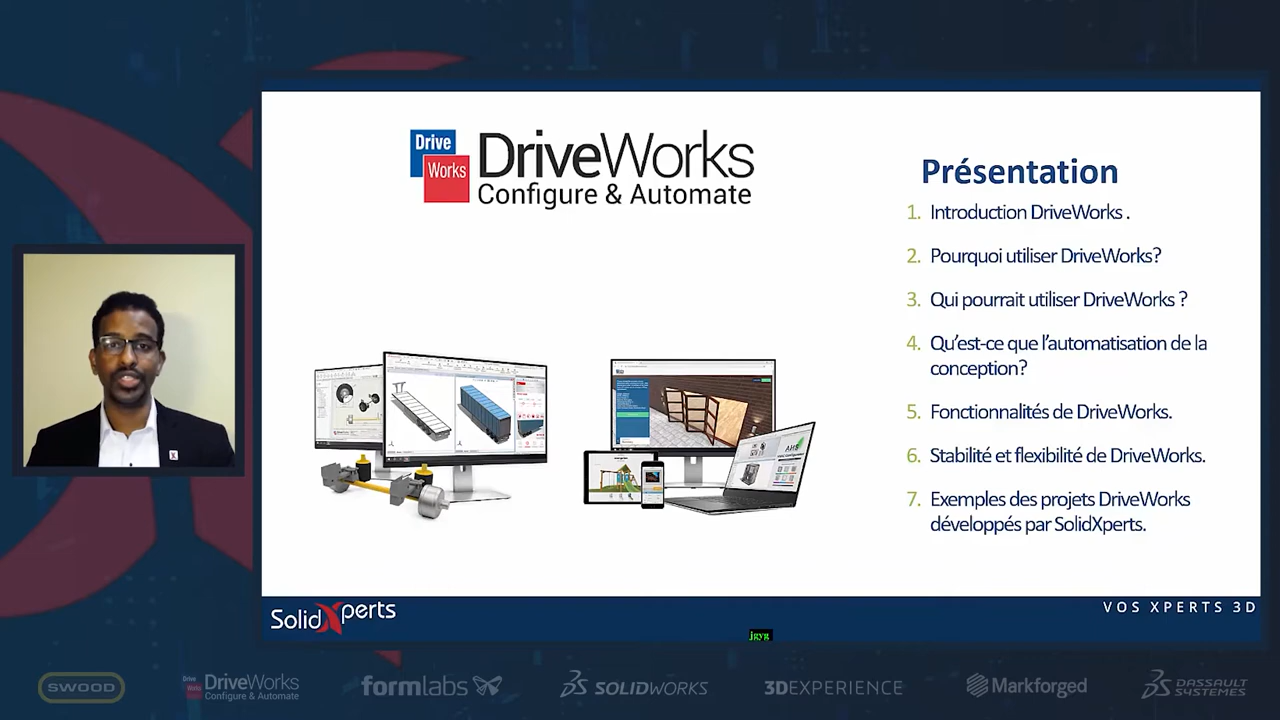 Drive
Works
DriveWorks
Configure & Automate
Présentation
1. Introduction DriveWorks .
2. Pourquoi utiliser DriveWorks?
3. Qui pourrait utiliser DriveWorks ?
4. Qu’est-ce que l’automatisation de la
conception?
5. Fonctionnalités de DriveWorks.
6. Stabilité et flexibilité de DriveWorks.
7. Exemples des projets DriveWorks
développés par SolidXperts.
SolidXperts
VOS XPERTS 3D
jgyg
SWOOD
Drive
Works
DriveWorks
Configure & Automate
formlabs
SOLIDWORKS
3DEXPERIENCE
Markforged
DASSAULT
SYSTEMES